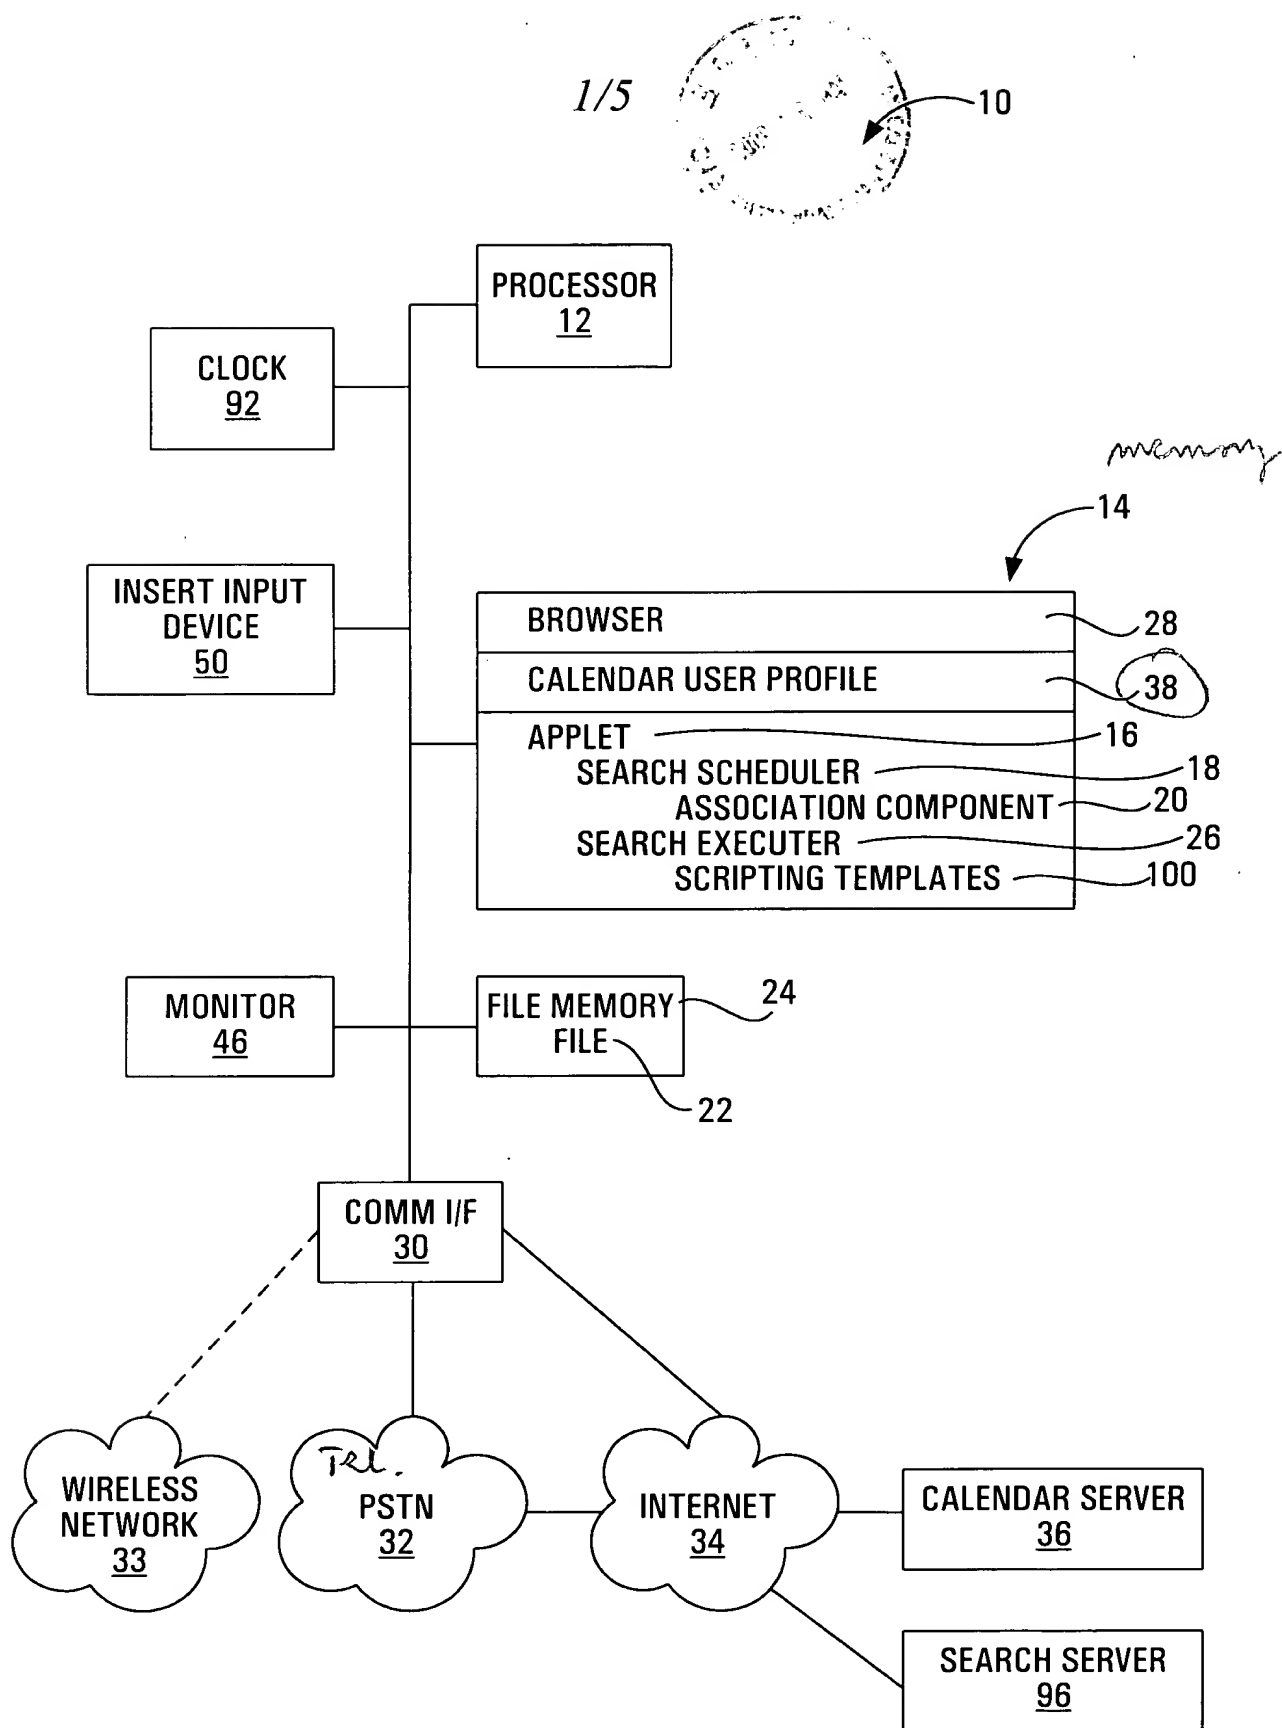 1/5
10
PROCESSOR
12
CLOCK
92
memory
14
INSERT INPUT
DEVICE
50
BROWSER
28
CALENDAR USER PROFILE
38
APPLET
16
SEARCH SCHEDULER
18
ASSOCIATION COMPONENT
20
SEARCH EXECUTER
26
SCRIPTING TEMPLATES
100
MONITOR
46
FILE MEMORY
24
FILE
22
COMM I/F
30
WIRELESS
NETWORK
33
Tel.
PSTN
32
INTERNET
34
CALENDAR SERVER
36
SEARCH SERVER
96